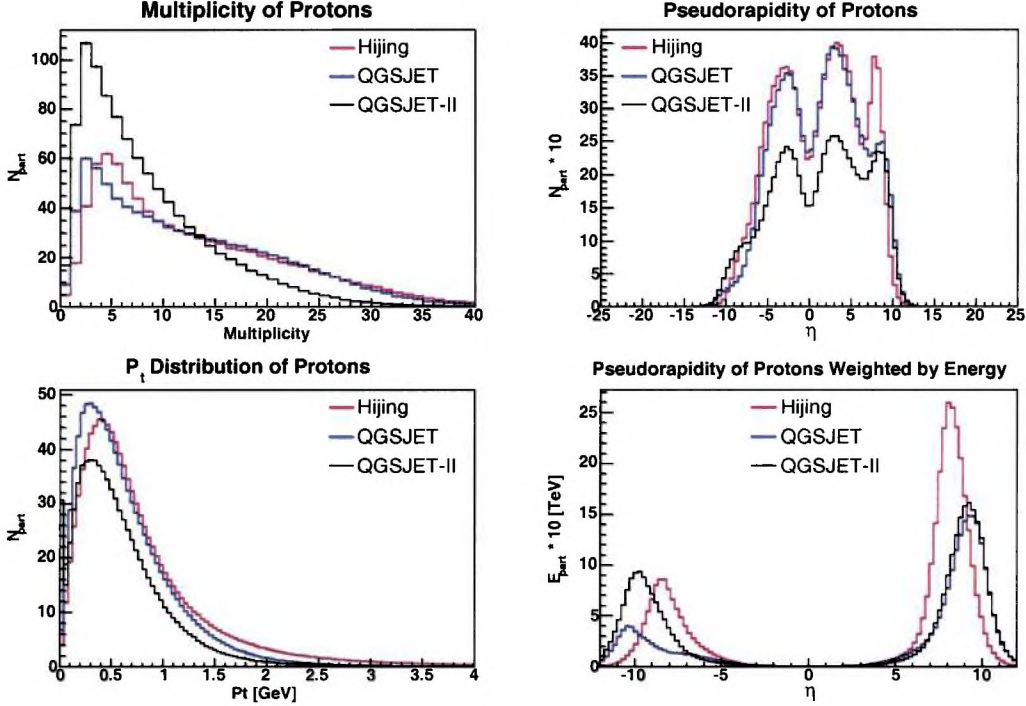 Multiplicity of Protons
N_part
100
80
60
40
20
0
Hijing
QGSJET
QGSJET-II
0 5 10 15 20 25 30 35 40
Multiplicity
Pseudorapidity of Protons
N_part * 10
40
35
30
25
20
15
10
5
0
Hijing
QGSJET
QGSJET-II
-25 -20 -15 -10 -5 0 5 10 15 20 25
η
P_t Distribution of Protons
N_part
50
40
30
20
10
0
Hijing
QGSJET
QGSJET-II
0 0.5 1 1.5 2 2.5 3 3.5 4
Pt [GeV]
Pseudorapidity of Protons Weighted by Energy
E_part * 10 [TeV]
25
20
15
10
5
0
Hijing
QGSJET
QGSJET-II
-10 -5 0 5 10
η